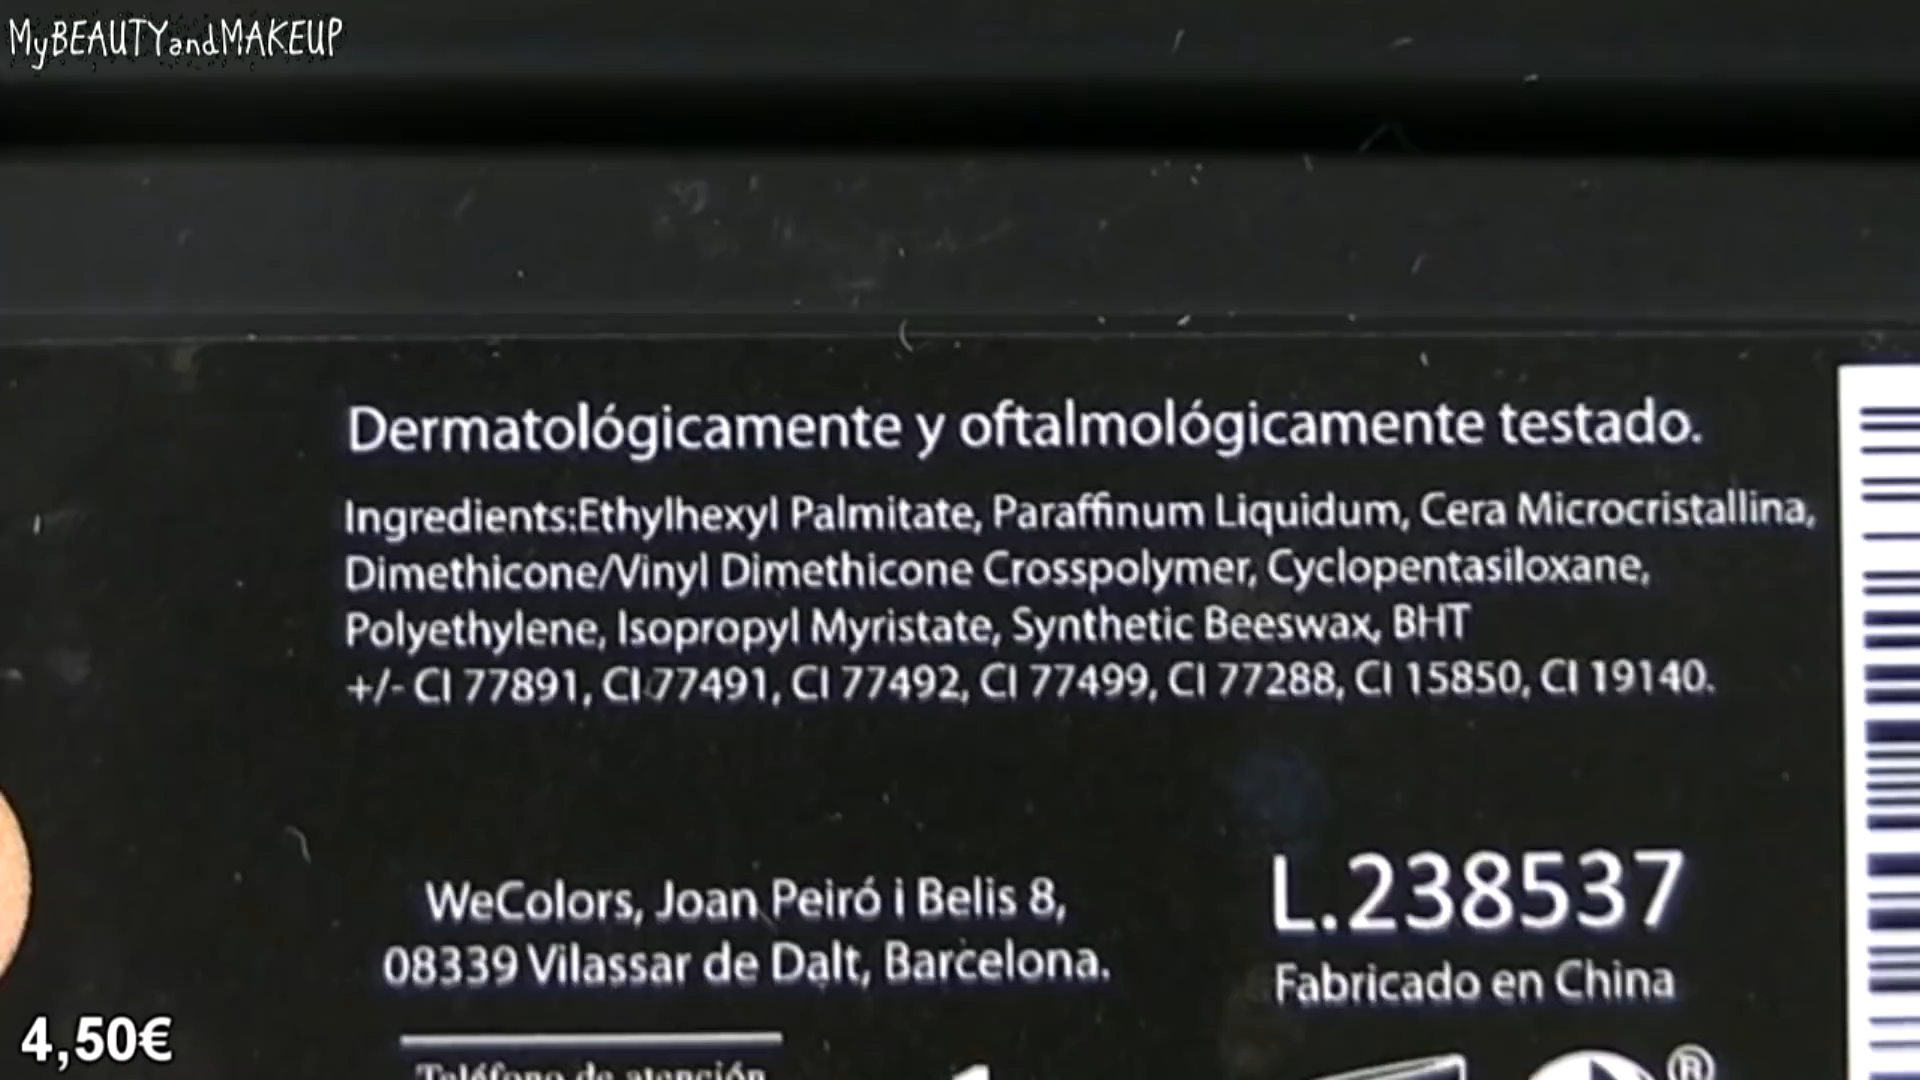 MyBEAUTYandMAKEUP
Dermatológicamente y oftalmológicamente testado.
Ingredients:Ethylhexyl Palmitate, Paraffinum Liquidum, Cera Microcristallina,
Dimethicone/Vinyl Dimethicone Crosspolymer, Cyclopentasiloxane,
Polyethylene, Isopropyl Myristate, Synthetic Beeswax, BHT
+/- CI 77891, CI 77491, CI 77492, CI 77499, CI 77288, CI 15850, CI 19140.
WeColors, Joan Peiró i Belis 8,
08339 Vilassar de Dalt, Barcelona.
L.238537
Fabricado en China
4,50€
Teléfono de atención
®